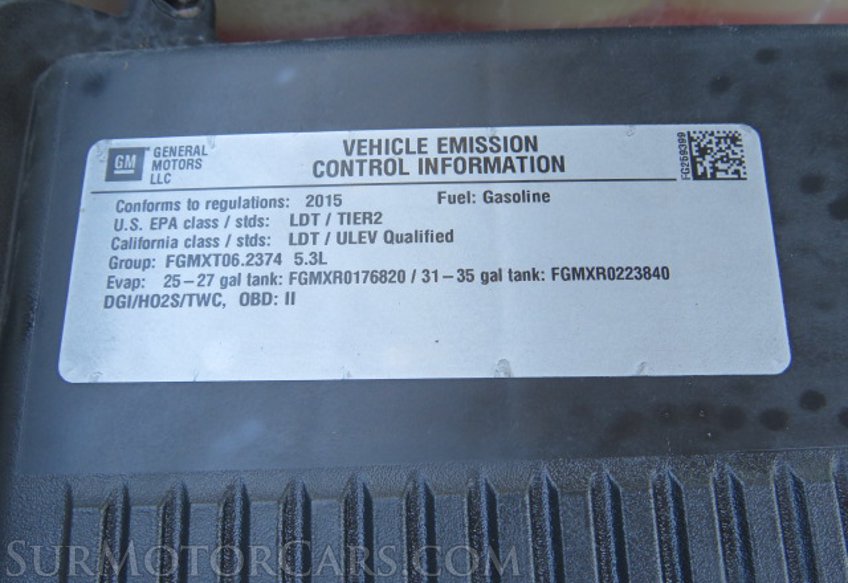 GM
GENERAL
MOTORS
LLC
VEHICLE EMISSION
CONTROL INFORMATION
FG259399
Conforms to regulations: 2015 Fuel: Gasoline
U.S. EPA class / stds: LDT / TIER2
California class / stds: LDT / ULEV Qualified
Group: FGMXT06.2374 5.3L
Evap: 25-27 gal tank: FGMXR0176820 / 31-35 gal tank: FGMXR0223840
DGI/HO2S/TWC, OBD: II
SURMOTORCARS.COM